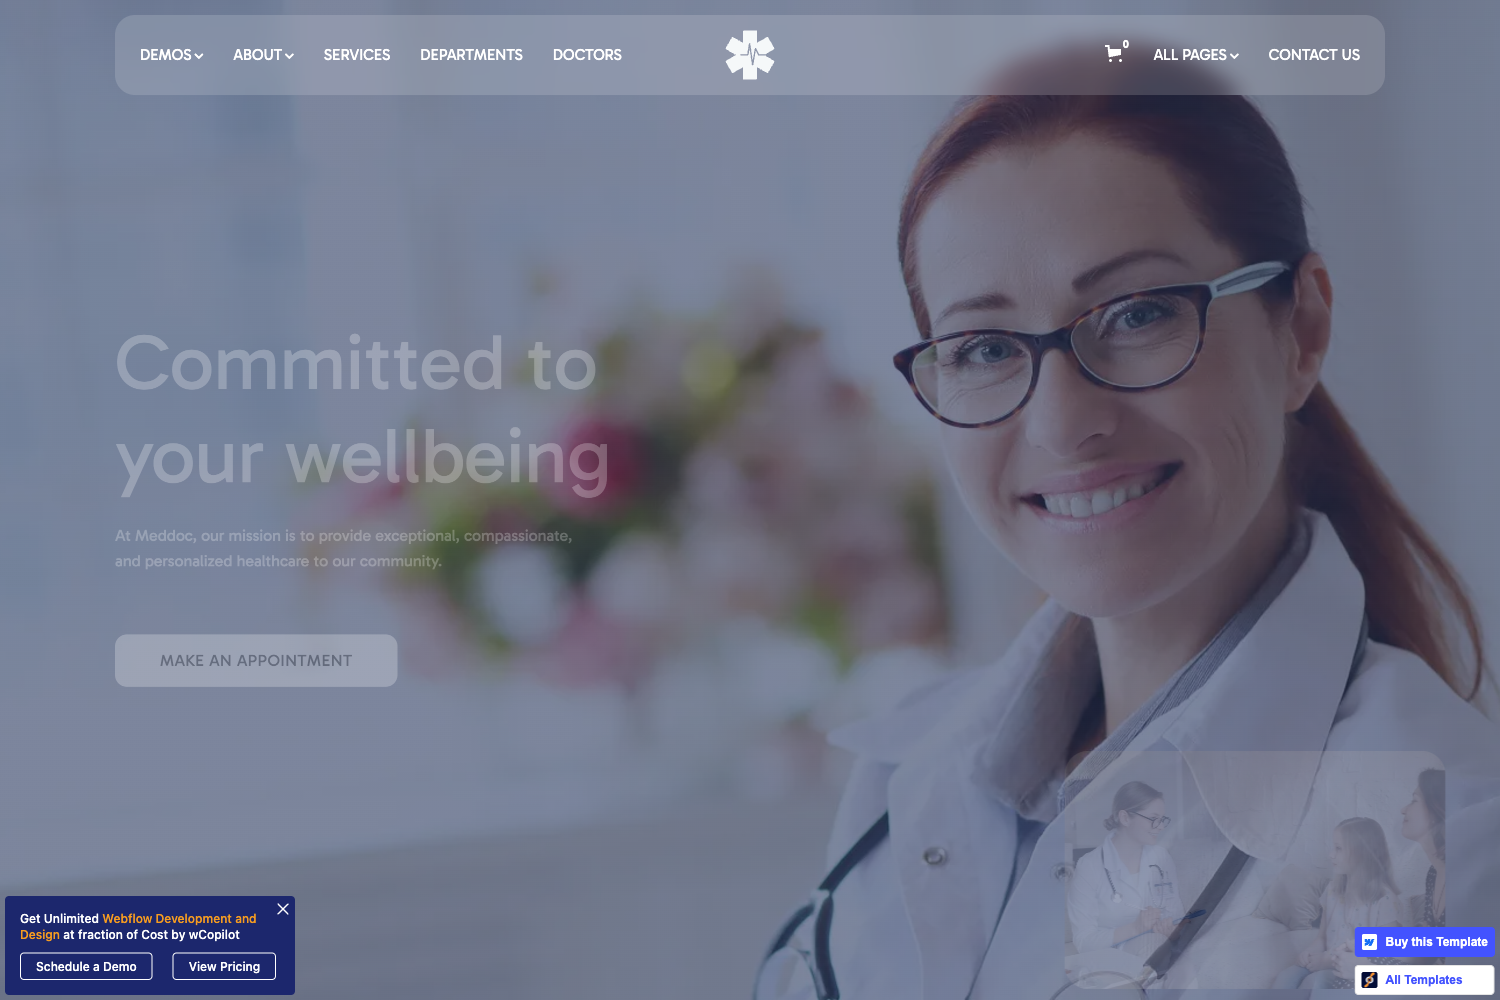 DEMOS
ABOUT
SERVICES
DEPARTMENTS
DOCTORS
0
ALL PAGES
CONTACT US
Committed to
your wellbeing
At Meddoc, our mission is to provide exceptional, compassionate,
and personalized healthcare to our community.
MAKE AN APPOINTMENT
Get Unlimited Webflow Development and
Design at fraction of Cost by wCopilot
Schedule a Demo
View Pricing
Buy this Template
All Templates